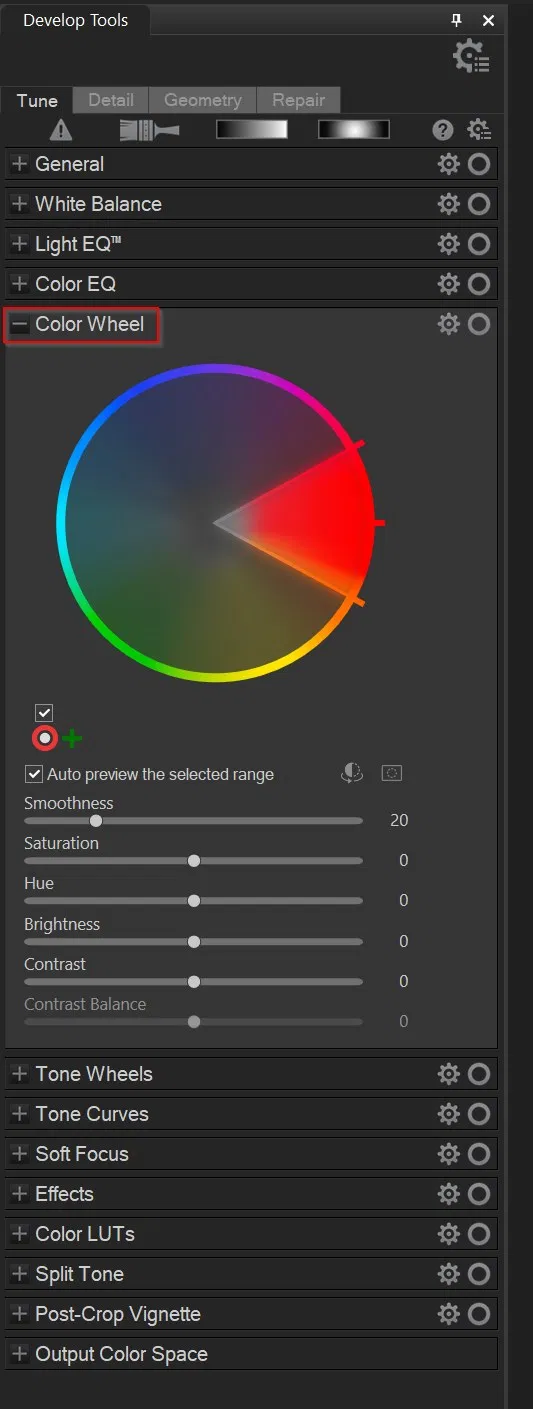 Develop Tools
Tune Detail Geometry Repair
General
White Balance
Light EQ™
Color EQ
Color Wheel
Auto preview the selected range
Smoothness
20
Saturation
0
Hue
0
Brightness
0
Contrast
0
Contrast Balance
0
Tone Wheels
Tone Curves
Soft Focus
Effects
Color LUTs
Split Tone
Post-Crop Vignette
Output Color Space